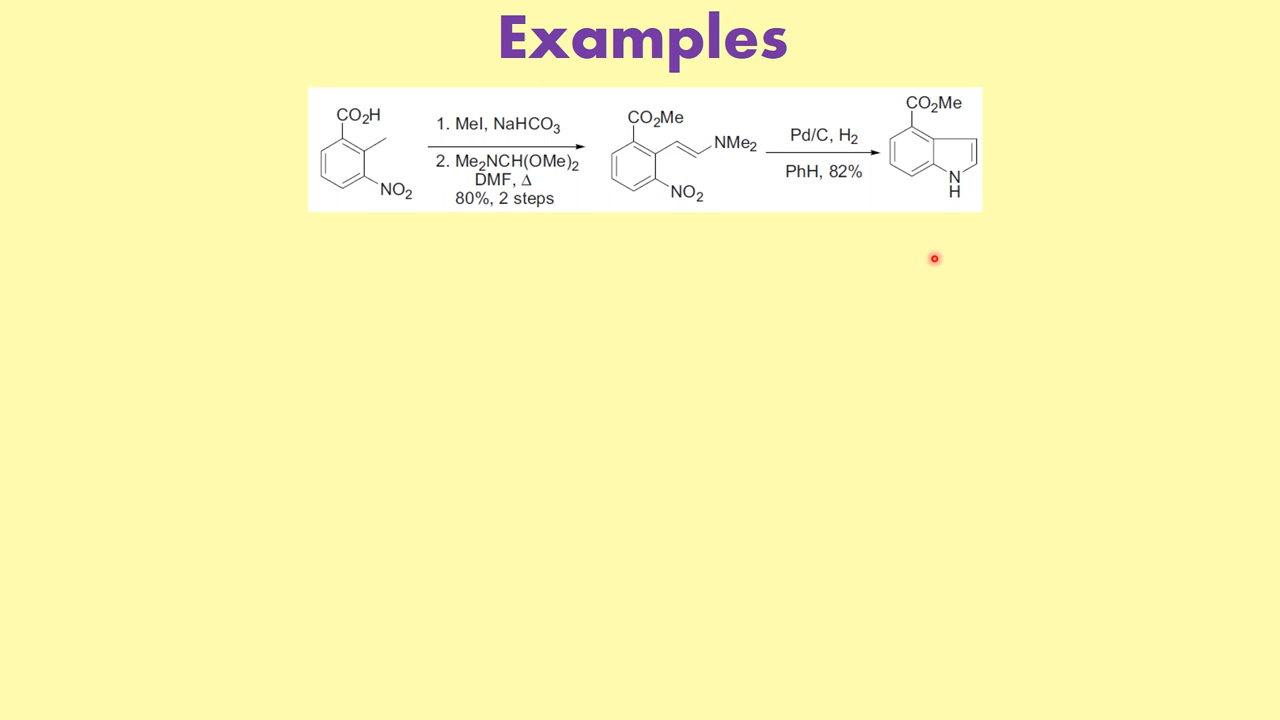 Examples
CO₂H
NO₂
1. MeI, NaHCO₃
2. Me₂NCH(OMe)₂
DMF, Δ
80%, 2 steps
CO₂Me
NMe₂
NO₂
Pd/C, H₂
PhH, 82%
CO₂Me
N
H